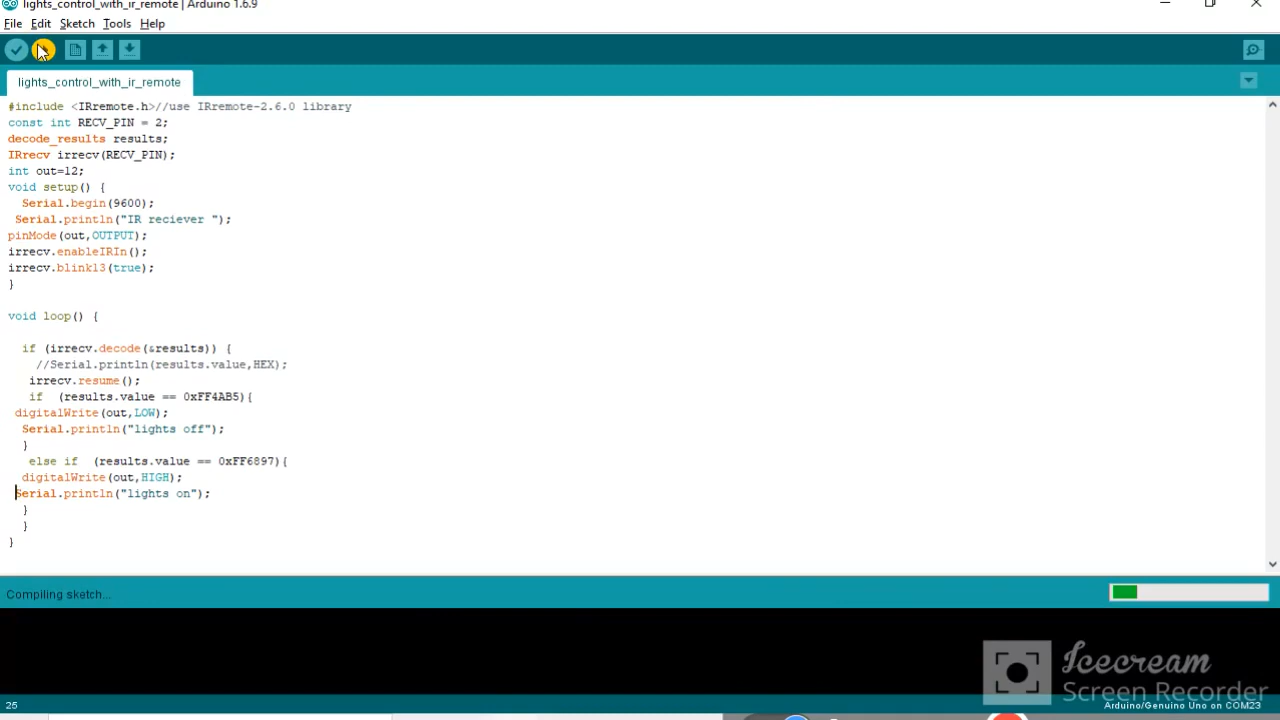 lights_control_with_ir_remote | Arduino 1.6.9
File Edit Sketch Tools Help
lights_control_with_ir_remote
#include <IRremote.h>//use IRremote-2.6.0 library
const int RECV_PIN = 2;
decode_results results;
IRrecv irrecv(RECV_PIN);
int out=12;
void setup() {
Serial.begin(9600);
Serial.println("IR reciever ");
pinMode(out,OUTPUT);
irrecv.enableIRIn();
irrecv.blink13(true);
}
void loop() {
if (irrecv.decode(&results)) {
//Serial.println(results.value,HEX);
irrecv.resume();
if  (results.value == 0xFF4AB5){
digitalWrite(out,LOW);
Serial.println("lights off");
}
else if  (results.value == 0xFF6897){
digitalWrite(out,HIGH);
Serial.println("lights on");
}
}
}
Compiling sketch...
Icecream
Screen Recorder
25 Arduino/Genuino Uno on COM23